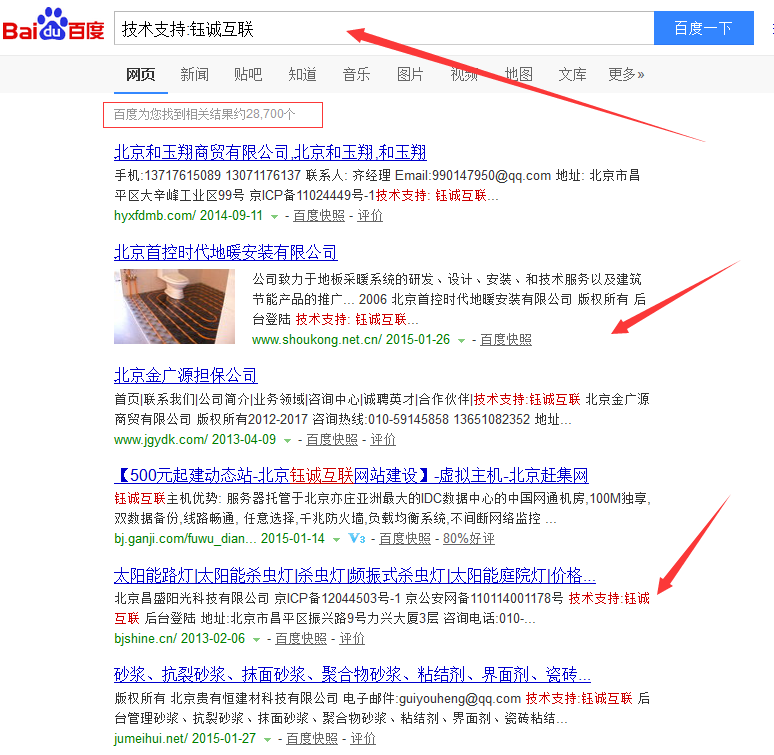 Bai du 百度 技术支持:钰诚互联 百度一下
网页 新闻 贴吧 知道 音乐 图片 视频 地图 文库 更多»
百度为您找到相关结果约28,700个
北京和玉翔商贸有限公司,北京和玉翔,和玉翔
手机:13717615089 13071176137 联系人: 齐经理 Email:990147950@qq.com 地址: 北京市昌
平区大辛峰工业区99号 京ICP备11024449号-1技术支持: 钰诚互联...
hyxfdmb.com/ 2014-09-11 - 百度快照 - 评价
北京首控时代地暖安装有限公司
公司致力于地板采暖系统的研发、设计、安装、和技术服务以及建筑
节能产品的推广... 2006 北京首控时代地暖安装有限公司 版权所有 后
台登陆 技术支持: 钰诚互联...
www.shoukong.net.cn/ 2015-01-26 - 百度快照
北京金广源担保公司
首页|联系我们|公司简介|业务领域|咨询中心|诚聘英才|合作伙伴|技术支持:钰诚互联 北京金广源
商贸有限公司 版权所有2012-2017 咨询热线:010-59145858 13651082352 地址...
www.jgydk.com/ 2013-04-09 - 百度快照 - 评价
【500元起建动态站-北京钰诚互联网站建设】-虚拟主机-北京赶集网
钰诚互联主机优势: 服务器托管于北京亦庄亚洲最大的IDC数据中心的中国网通机房,100M独享,
双数据备份,线路畅通, 任意选择,千兆防火墙,负载均衡系统,不间断网络监控 ...
bj.ganji.com/fuwu_dian... 2015-01-14 V3 - 百度快照 - 80%好评
太阳能路灯|太阳能杀虫灯|杀虫灯|频振式杀虫灯|太阳能庭院灯|价格...
北京昌盛阳光科技有限公司 京ICP备12044503号-1 京公安网备110114001178号 技术支持:钰诚
互联 后台登陆 地址:北京市昌平区振兴路9号力兴大厦3层 咨询电话:010-...
bjshine.cn/ 2013-02-06 - 百度快照 - 评价
砂浆、抗裂砂浆、抹面砂浆、聚合物砂浆、粘结剂、界面剂、瓷砖...
版权所有 北京贵有恒建材科技有限公司 电子邮件:guiyouheng@qq.com 技术支持:钰诚互联 后
台管理砂浆、抗裂砂浆、抹面砂浆、聚合物砂浆、粘结剂、界面剂、瓷砖粘结...
jumeihui.net/ 2015-01-27 - 百度快照 - 评价